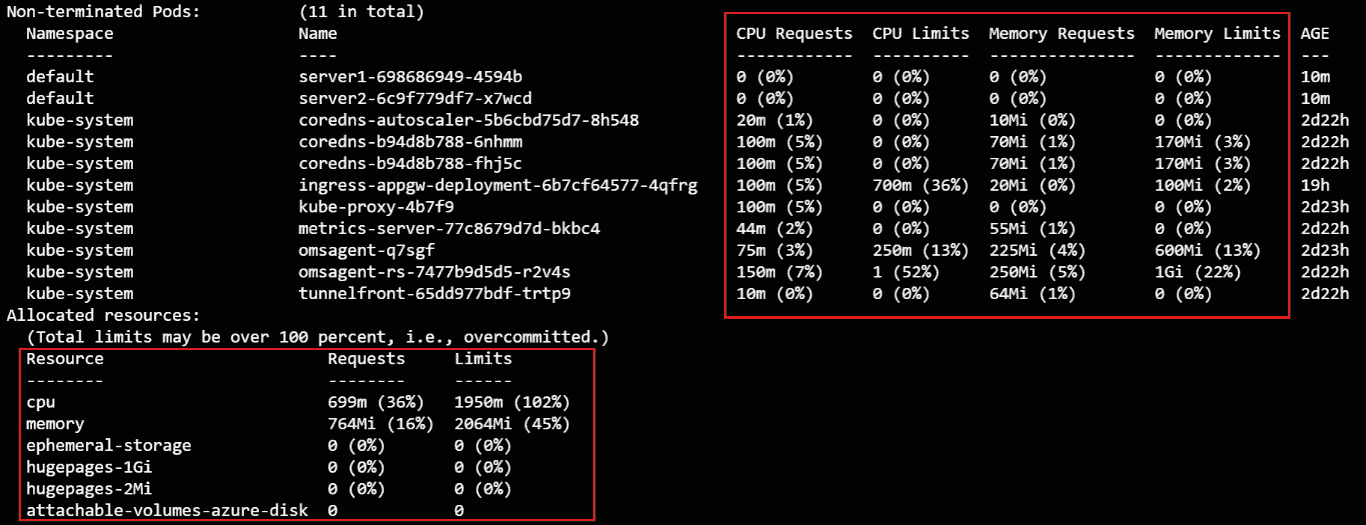 Non-terminated Pods:          (11 in total)
  Namespace                   Name                                         CPU Requests  CPU Limits  Memory Requests  Memory Limits  AGE
  ---------                   ----                                         ------------  ----------  ---------------  -------------  ---
  default                     server1-698686949-4594b                      0 (0%)        0 (0%)      0 (0%)           0 (0%)         10m
  default                     server2-6c9f779df7-x7wcd                     0 (0%)        0 (0%)      0 (0%)           0 (0%)         10m
  kube-system                 coredns-autoscaler-5b6cbd75d7-8h548          20m (1%)      0 (0%)      10Mi (0%)        0 (0%)         2d22h
  kube-system                 coredns-b94d8b788-6nhmm                      100m (5%)     0 (0%)      70Mi (1%)        170Mi (3%)     2d22h
  kube-system                 coredns-b94d8b788-fhj5c                      100m (5%)     0 (0%)      70Mi (1%)        170Mi (3%)     2d22h
  kube-system                 ingress-appgw-deployment-6b7cf64577-4qfrg    100m (5%)     700m (36%)  20Mi (0%)        100Mi (2%)     19h
  kube-system                 kube-proxy-4b7f9                             100m (5%)     0 (0%)      0 (0%)           0 (0%)         2d23h
  kube-system                 metrics-server-77c8679d7d-bkbc4              44m (2%)      0 (0%)      55Mi (1%)        0 (0%)         2d22h
  kube-system                 omsagent-q7sgf                               75m (3%)      250m (13%)  225Mi (4%)       600Mi (13%)    2d23h
  kube-system                 omsagent-rs-7477b9d5d5-r2v4s                 150m (7%)     1 (52%)     250Mi (5%)       1Gi (22%)      2d22h
  kube-system                 tunnelfront-65dd977bdf-trtp9                 10m (0%)      0 (0%)      64Mi (1%)        0 (0%)         2d22h
Allocated resources:
  (Total limits may be over 100 percent, i.e., overcommitted.)
  Resource                       Requests     Limits
  --------                       --------     ------
  cpu                            699m (36%)   1950m (102%)
  memory                         764Mi (16%)  2064Mi (45%)
  ephemeral-storage              0 (0%)       0 (0%)
  hugepages-1Gi                  0 (0%)       0 (0%)
  hugepages-2Mi                  0 (0%)       0 (0%)
  attachable-volumes-azure-disk  0            0